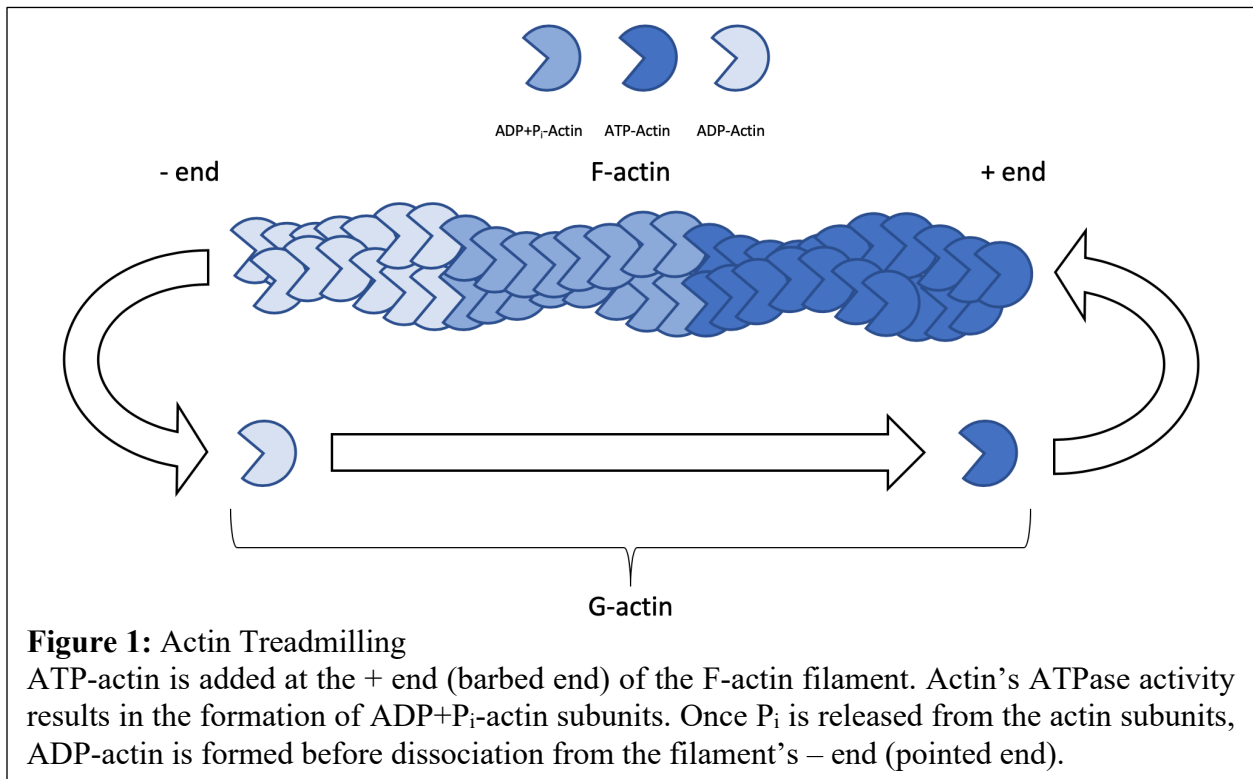 ADP+Pi-Actin ATP-Actin ADP-Actin
- end F-actin + end
G-actin
Figure 1: Actin Treadmilling
ATP-actin is added at the + end (barbed end) of the F-actin filament. Actin’s ATPase activity
results in the formation of ADP+Pi-actin subunits. Once Pi is released from the actin subunits,
ADP-actin is formed before dissociation from the filament’s – end (pointed end).